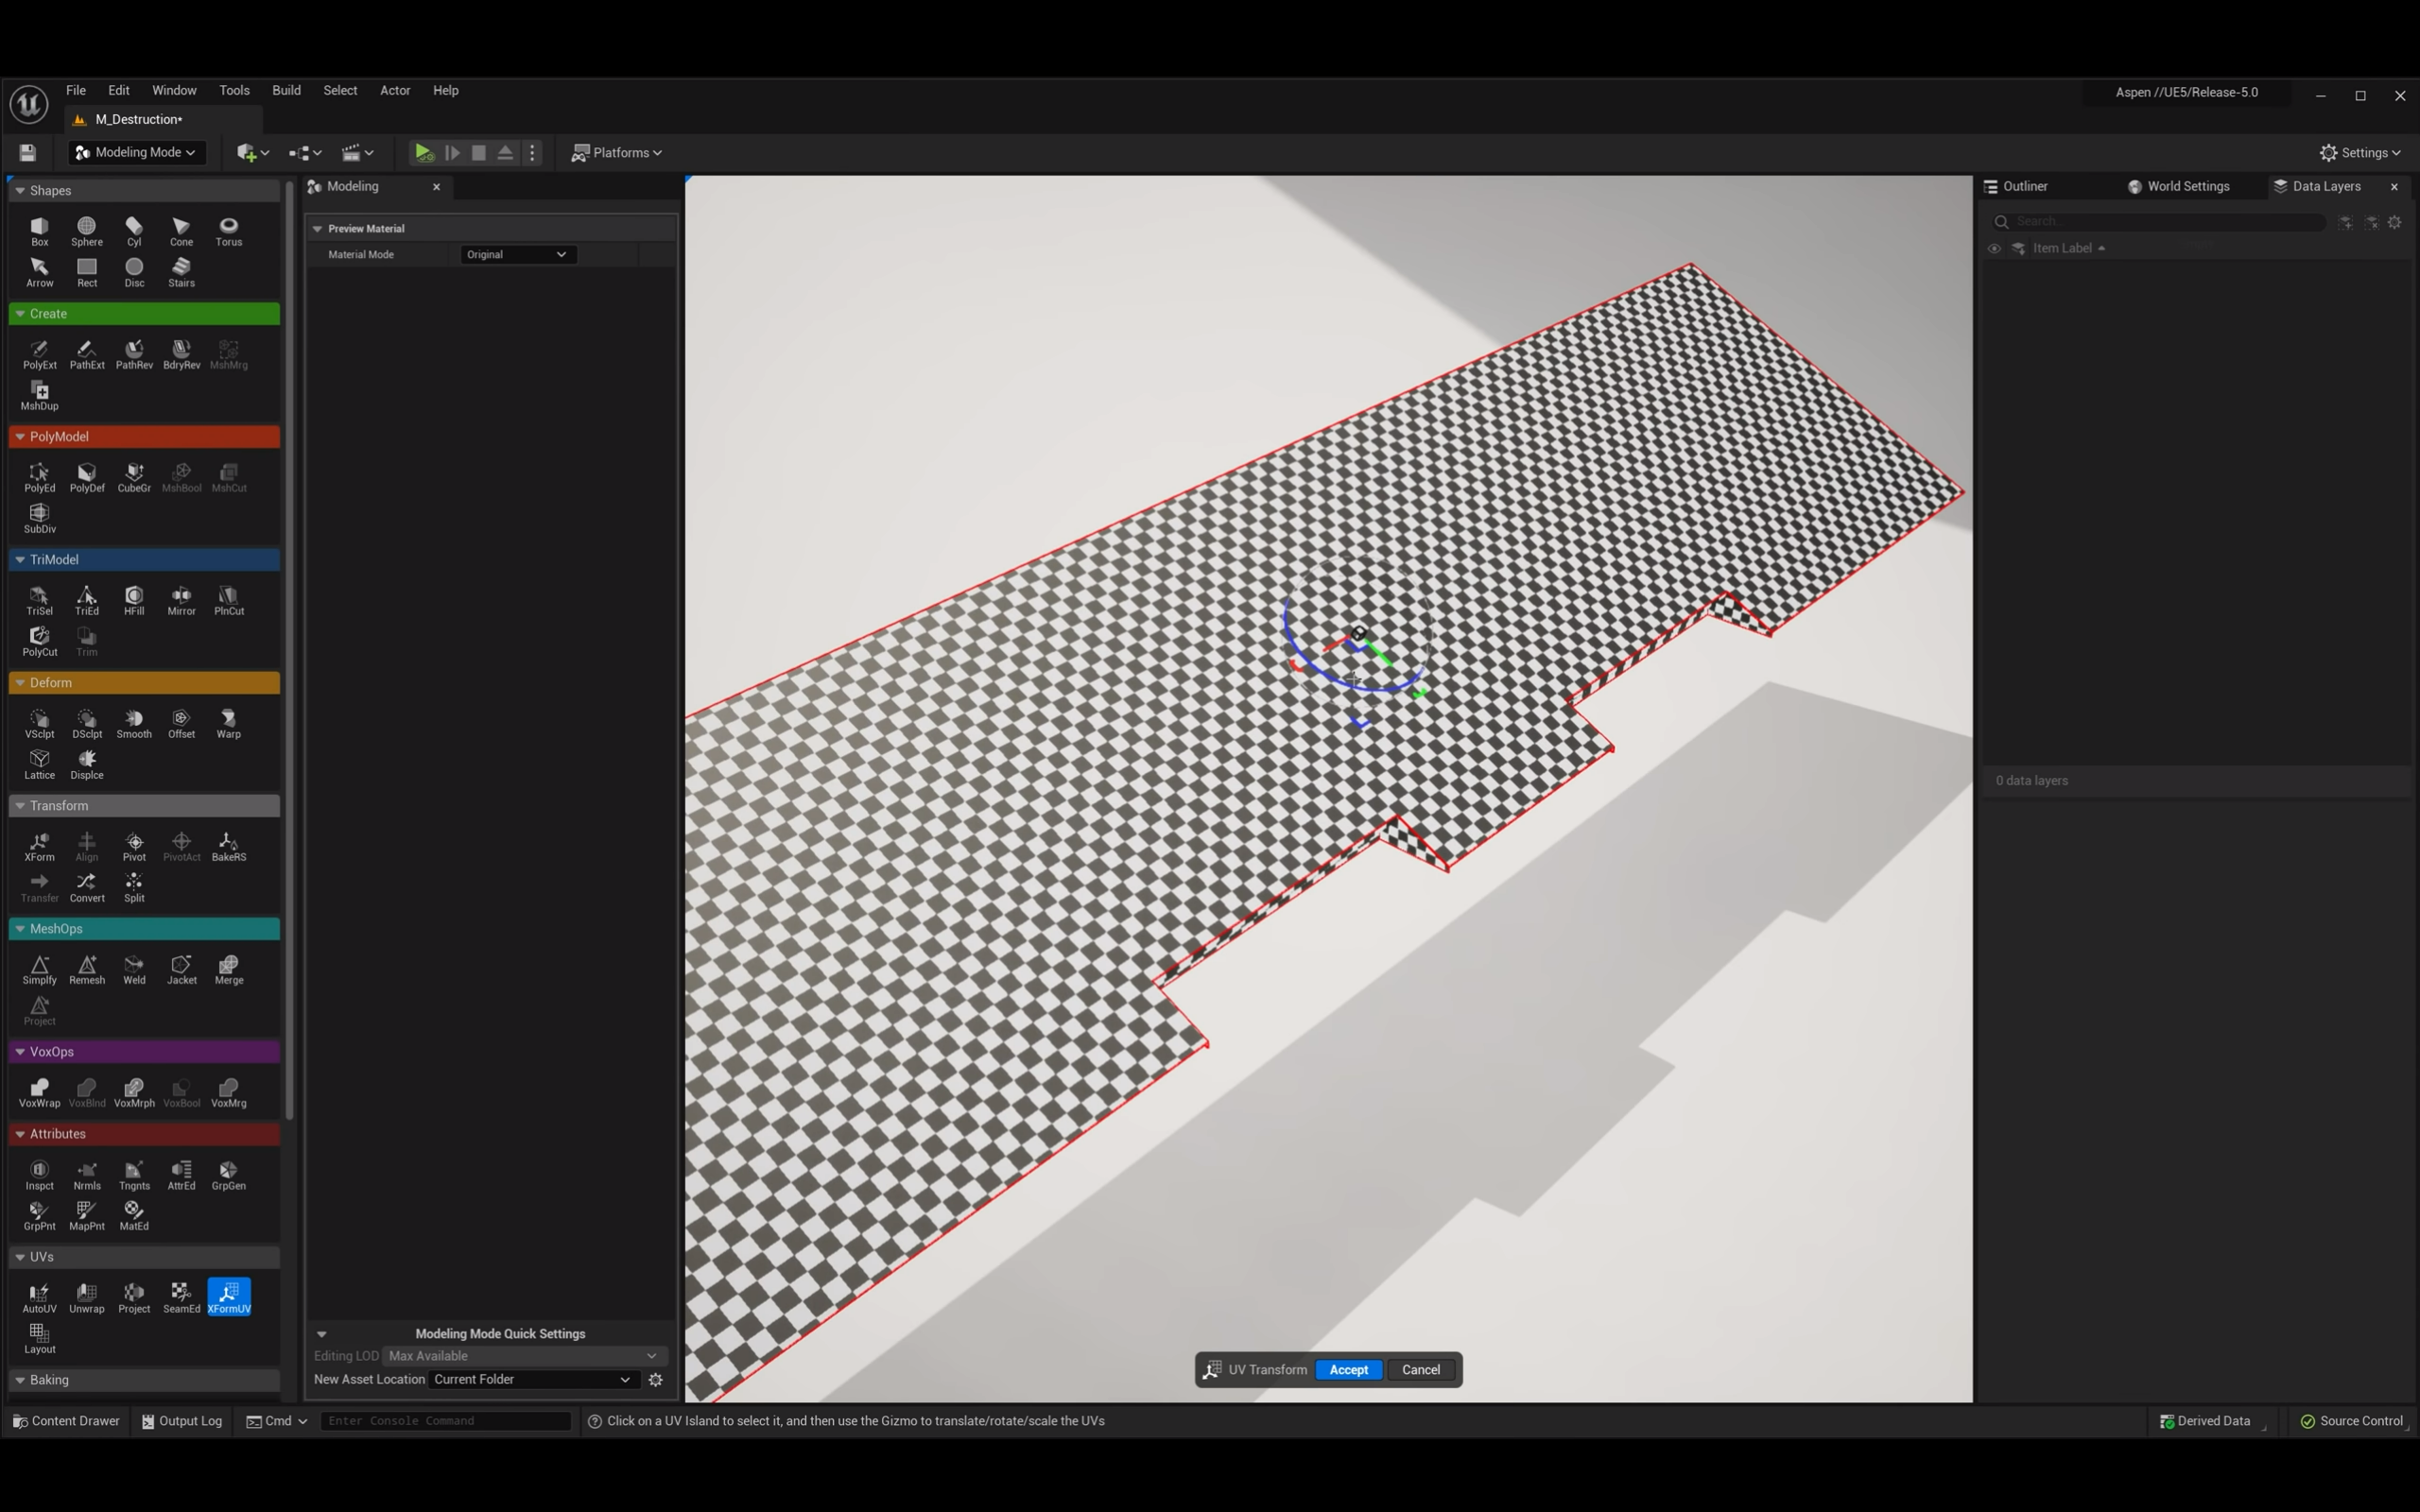 File Edit Window Tools Build Select Actor Help
Aspen //UE5/Release-5.0
M_Destruction*
Modeling Mode
Platforms
Settings
Shapes
Box Sphere Cyl Cone Torus
Arrow Rect Disc Stairs
Create
PolyExt PathExt PathRev BdryRev MshMrg
MshDup
PolyModel
PolyEd PolyDef CubeGr MshBool MshCut
SubDiv
TriModel
TriSel TriEd HFill Mirror PlnCut
PolyCut Trim
Deform
VSclpt DSclpt Smooth Offset Warp
Lattice Displce
Transform
XForm Align Pivot PivotAct BakeRS
Transfer Convert Split
MeshOps
Simplfy Remesh Weld Jacket Merge
Project
VoxOps
VoxWrap VoxBlnd VoxMrph VoxBool VoxMrg
Attributes
Inspct Nrmls Tngnts AttrEd GrpGen
GrpPnt MapPnt MatEd
UVs
AutoUV Unwrap Project SeamEd XFormUV
Layout
Baking
Modeling
Preview Material
Material Mode Original
Modeling Mode Quick Settings
Editing LOD Max Available
New Asset Location Current Folder
UV Transform Accept Cancel
Outliner World Settings Data Layers
Search
Item Label
0 data layers
Content Drawer Output Log Cmd Enter Console Command Click on a UV Island to select it, and then use the Gizmo to translate/rotate/scale the UVs Derived Data Source Control